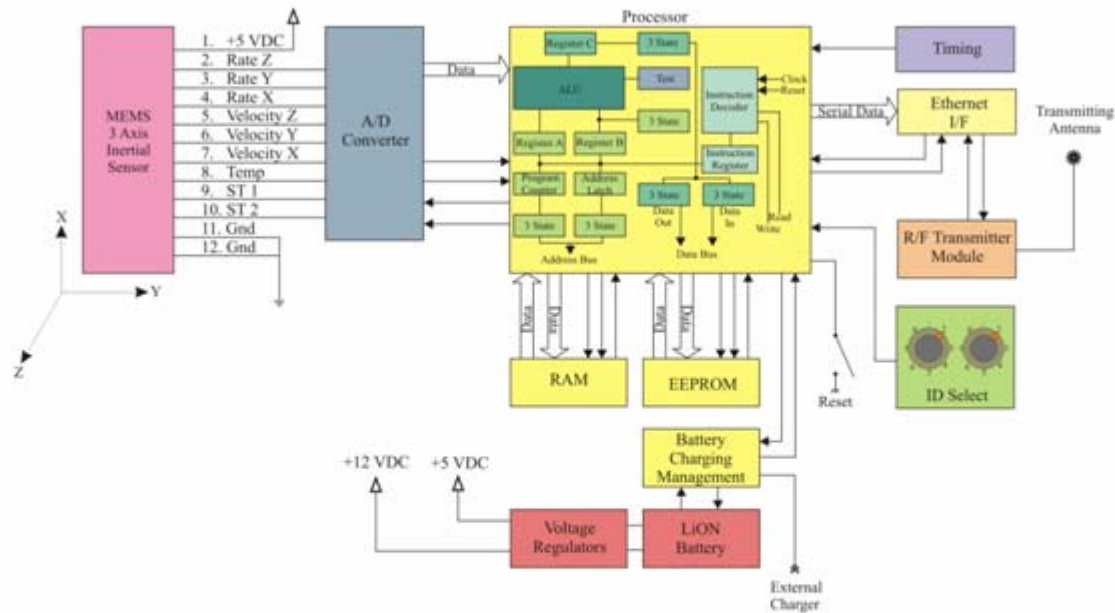 Processor
MEMS
3 Axis
Inertial
Sensor
1. +5 VDC
2. Rate Z
3. Rate Y
4. Rate X
5. Velocity Z
6. Velocity Y
7. Velocity X
8. Temp
9. ST 1
10. ST 2
11. Gnd
12. Gnd
X
Y
Z
A/D
Converter
Data
Register C
3 State
ALU
Test
3 State
Register A
Register B
Program
Counter
Address
Latch
3 State
3 State
Address Bus
Instruction
Decoder
Clock
Reset
Instruction
Register
3 State
3 State
Data
Out
Data
In
Read
Write
Data Bus
Timing
Serial Data
Ethernet
I/F
Transmitting
Antenna
R/F Transmitter
Module
ID Select
Reset
Data
Data
Data
Data
RAM
EEPROM
Battery
Charging
Management
+12 VDC
+5 VDC
Voltage
Regulators
LiON
Battery
External
Charger